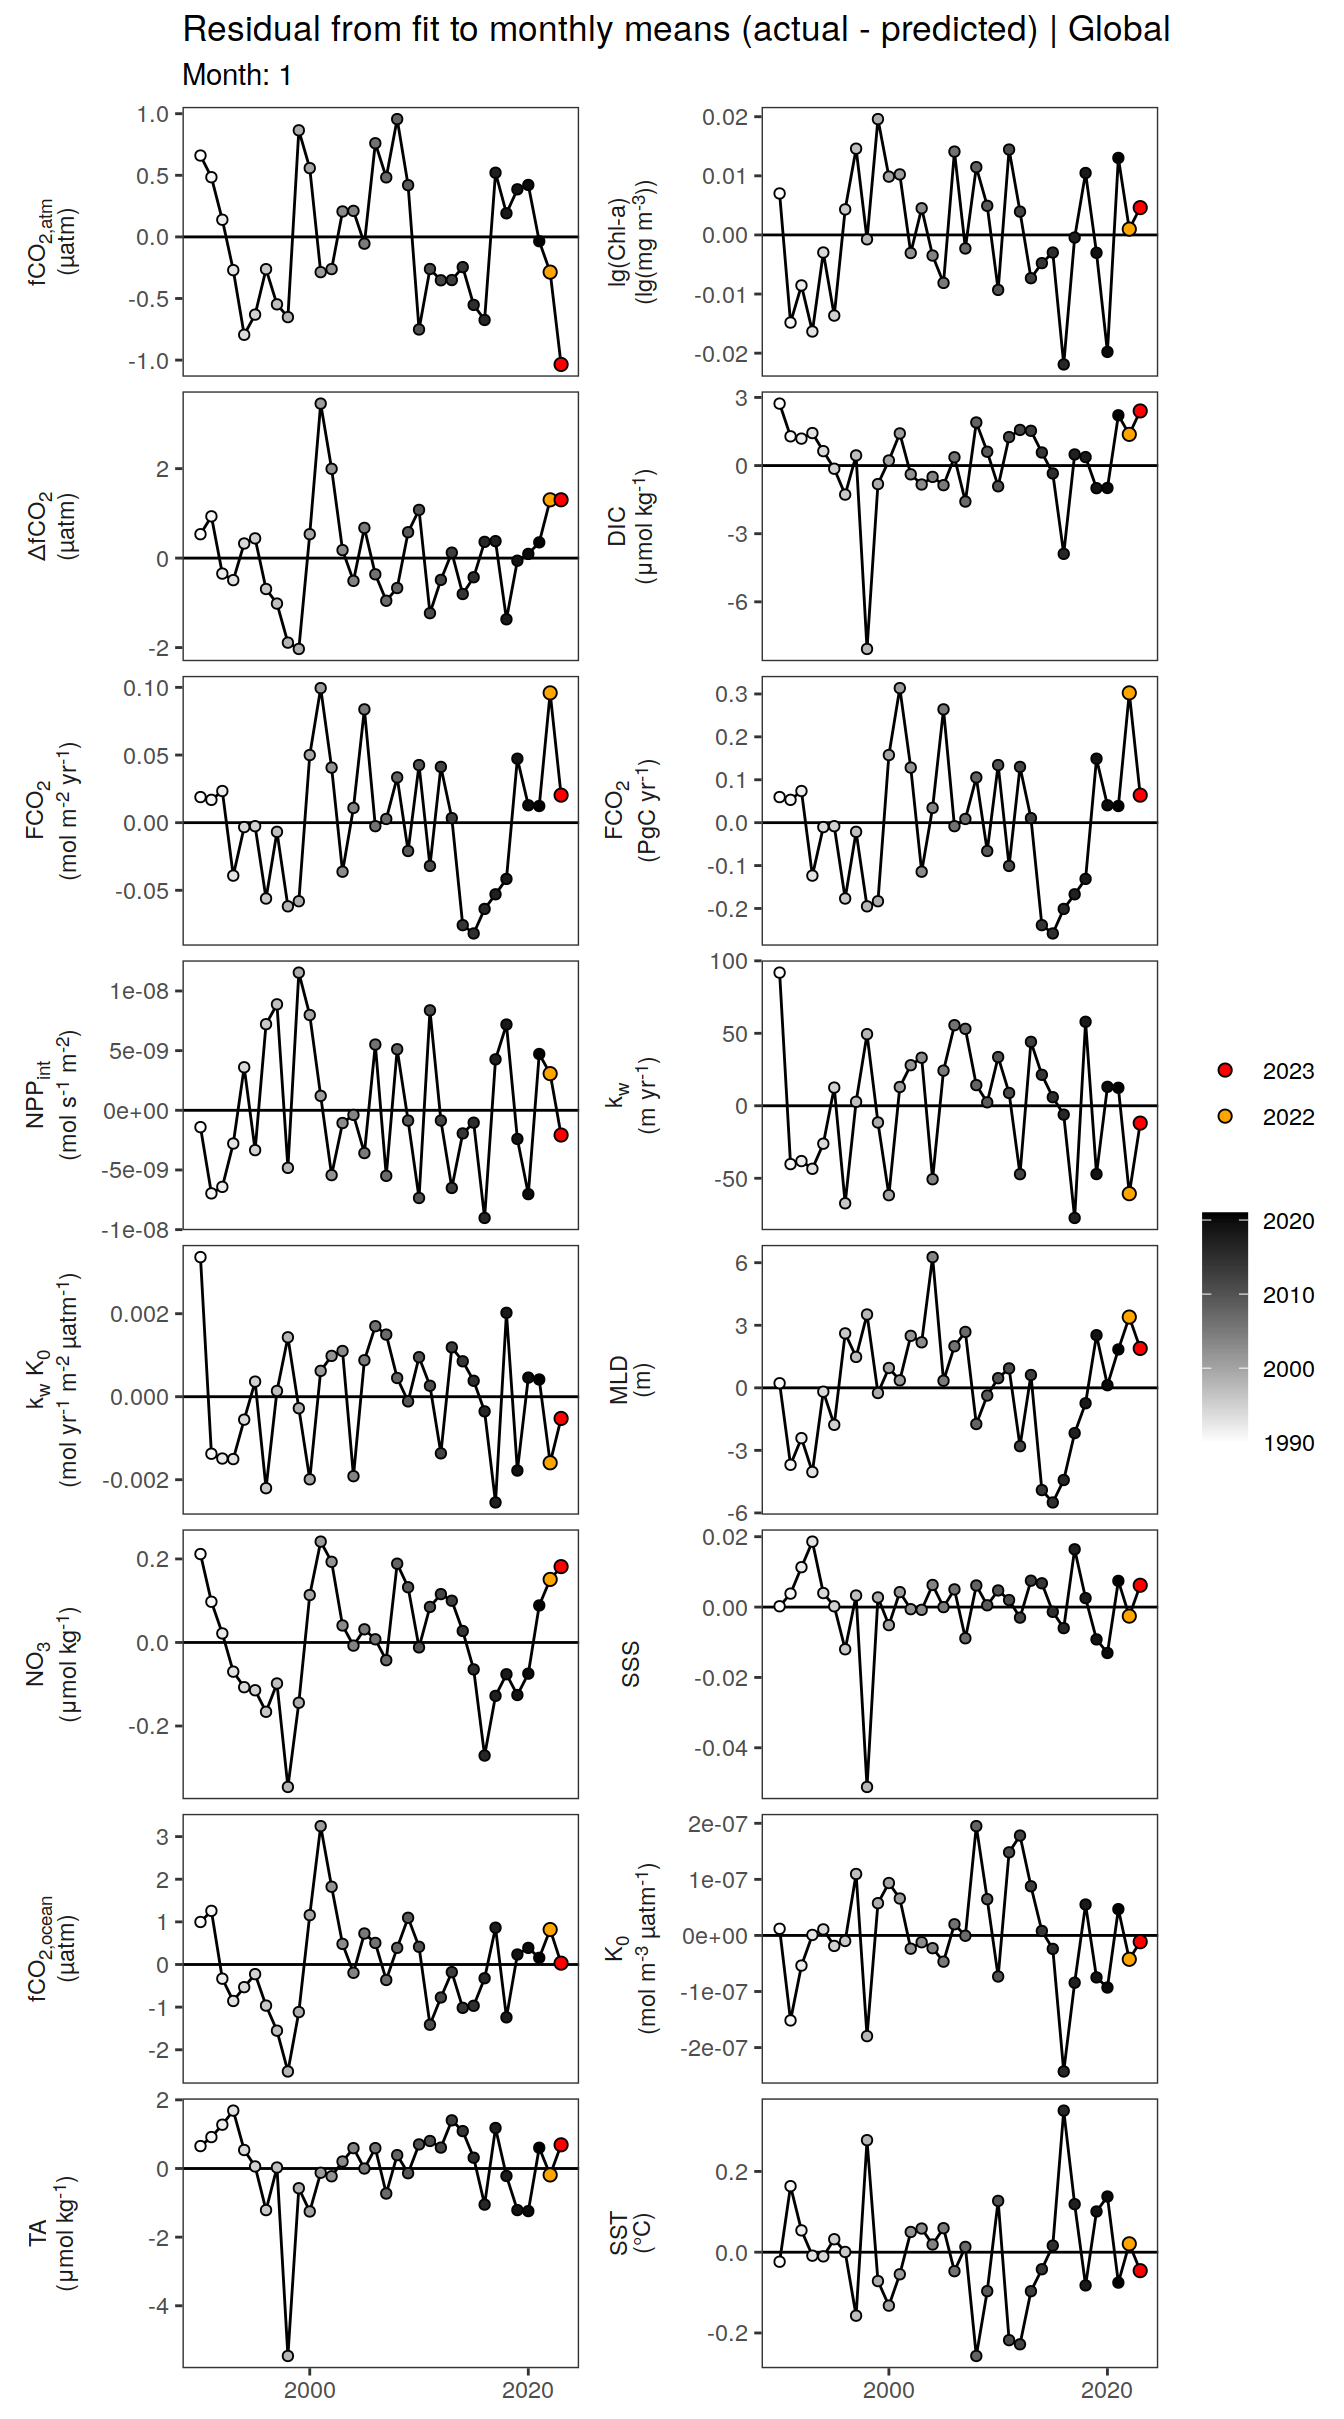 Residual from fit to monthly means (actual - predicted) | Global
Month: 1
fCO2,atm
(µatm)
1.0
0.5
0.0
-0.5
-1.0
lg(Chl-a)
(lg(mg m-3))
0.02
0.01
0.00
-0.01
-0.02
ΔfCO2
(µatm)
2
0
-2
DIC
(µmol kg-1)
3
0
-3
-6
FCO2
(mol m-2 yr-1)
0.10
0.05
0.00
-0.05
FCO2
(PgC yr-1)
0.3
0.2
0.1
0.0
-0.1
-0.2
NPPint
(mol s-1 m-2)
1e-08
5e-09
0e+00
-5e-09
-1e-08
kw
(m yr-1)
100
50
0
-50
kw K0
(mol yr-1 m-2 µatm-1)
0.002
0.000
-0.002
MLD
(m)
6
3
0
-3
-6
NO3
(µmol kg-1)
0.2
0.0
-0.2
SSS
0.02
0.00
-0.02
-0.04
fCO2,ocean
(µatm)
3
2
1
0
-1
-2
K0
(mol m-3 µatm-1)
2e-07
1e-07
0e+00
-1e-07
-2e-07
TA
(µmol kg-1)
2
0
-2
-4
SST
(°C)
0.2
0.0
-0.2
2000
2020
2000
2020
2023
2022
2020
2010
2000
1990